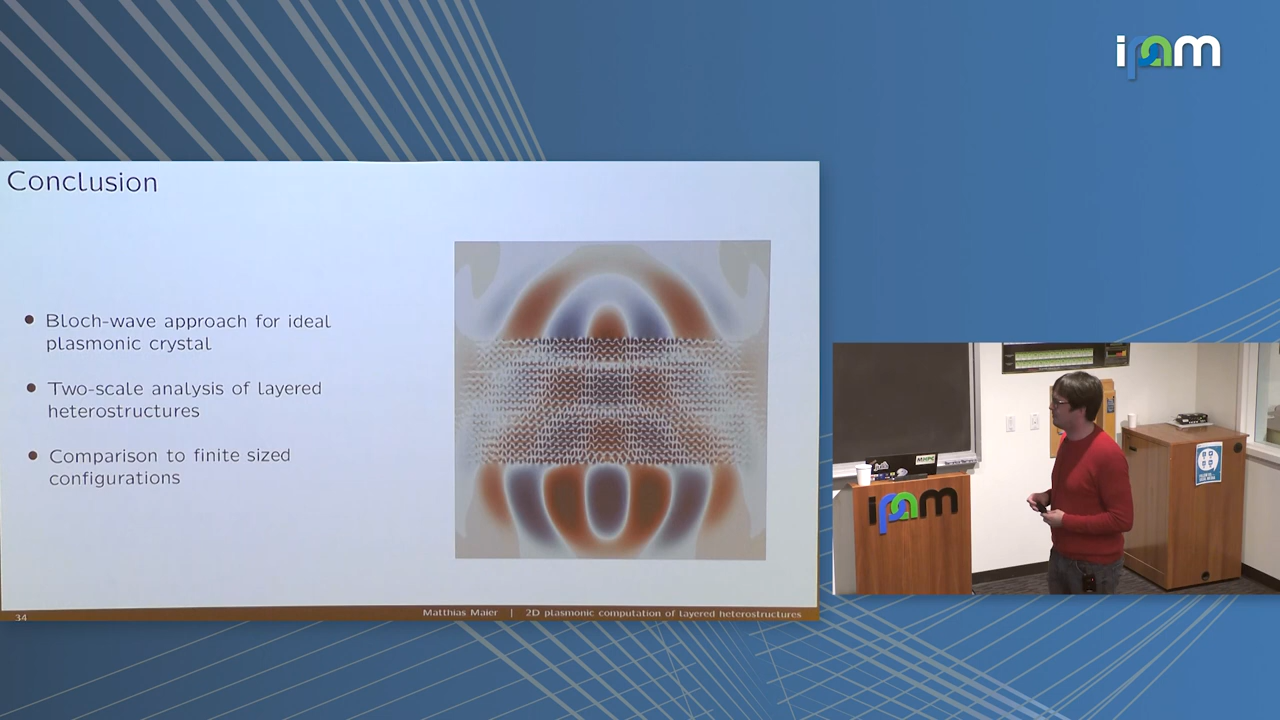 ipam
Conclusion
Bloch-wave approach for ideal
plasmonic crystal
Two-scale analysis of layered
heterostructures
Comparison to finite sized
configurations
34
Matthias Maier | 2D plasmonic computation of layered heterostructures
ipam